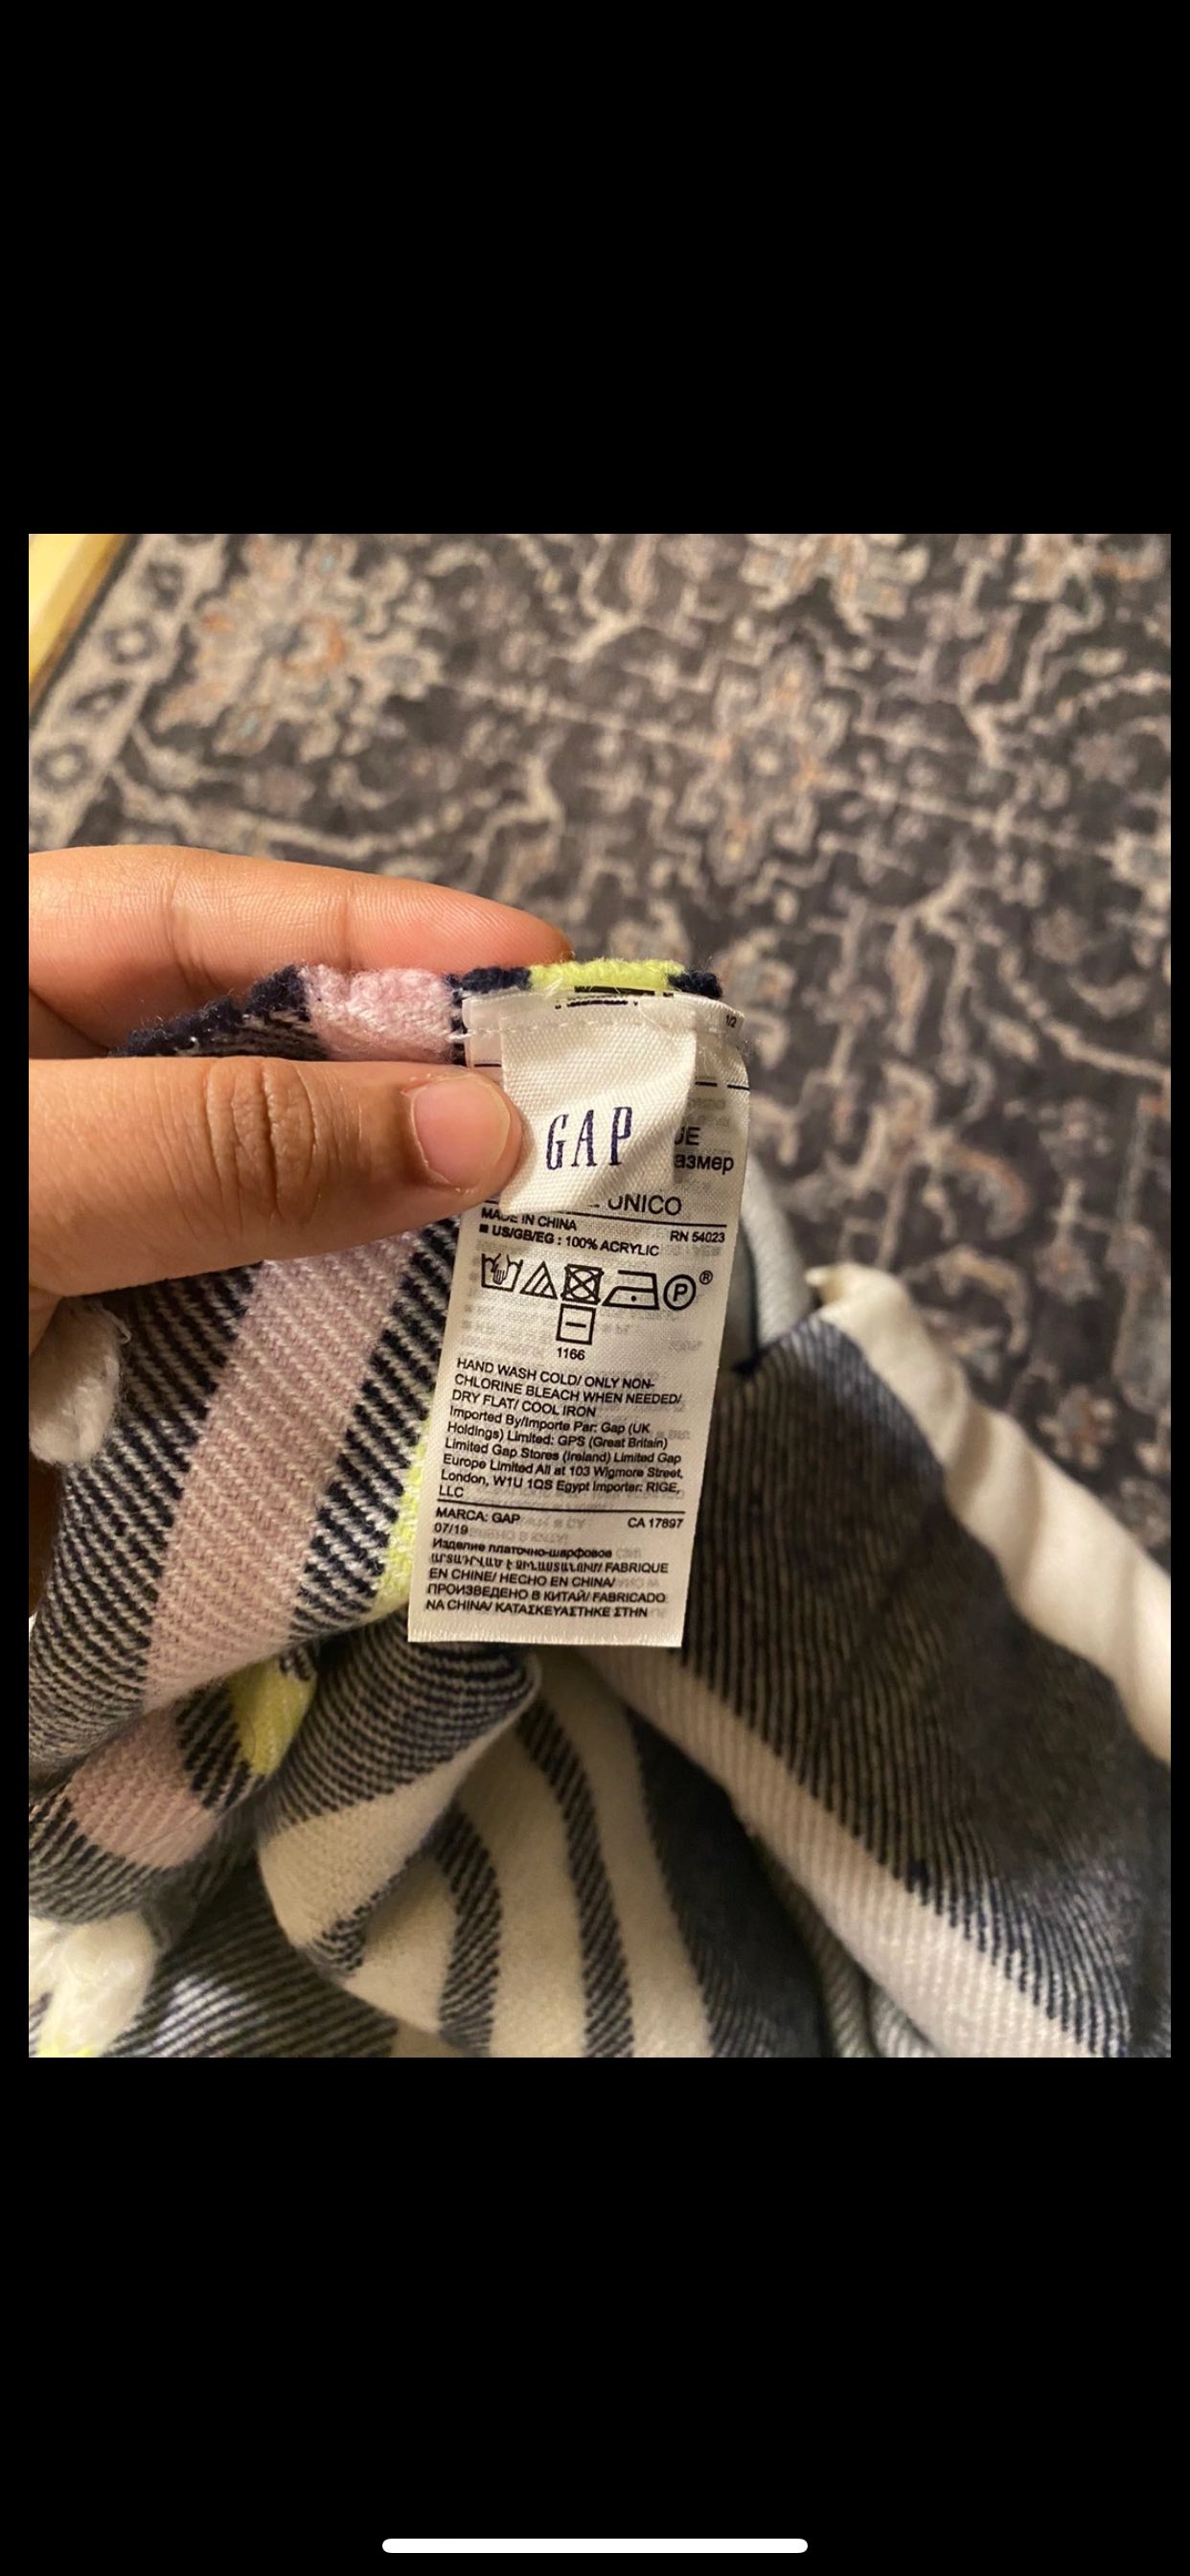 1/2
GAP
UE
азмер
UNICO
MADE IN CHINA
RN 54023
■ US/GB/EG : 100% ACRYLIC
P
®
1166
HAND WASH COLD/ ONLY NON-
CHLORINE BLEACH WHEN NEEDED/
DRY FLAT/ COOL IRON
Imported By/Importe Par: Gap (UK
Holdings) Limited: GPS (Great Britain)
Limited Gap Stores (Ireland) Limited Gap
Europe Limited All at 103 Wigmore Street,
London, W1U 1QS Egypt Importer: RIGE,
LLC
MARCA: GAP
CA 17897
07/19
Изделие платочно-шарфовое
FABRIQUE
EN CHINE/ HECHO EN CHINA/
ПРОИЗВЕДЕНО В КИТАЙ/ FABRICADO
NA CHINA/ ΚΑΤΑΣΚΕΥΑΣΤΗΚΕ ΣΤΗΝ